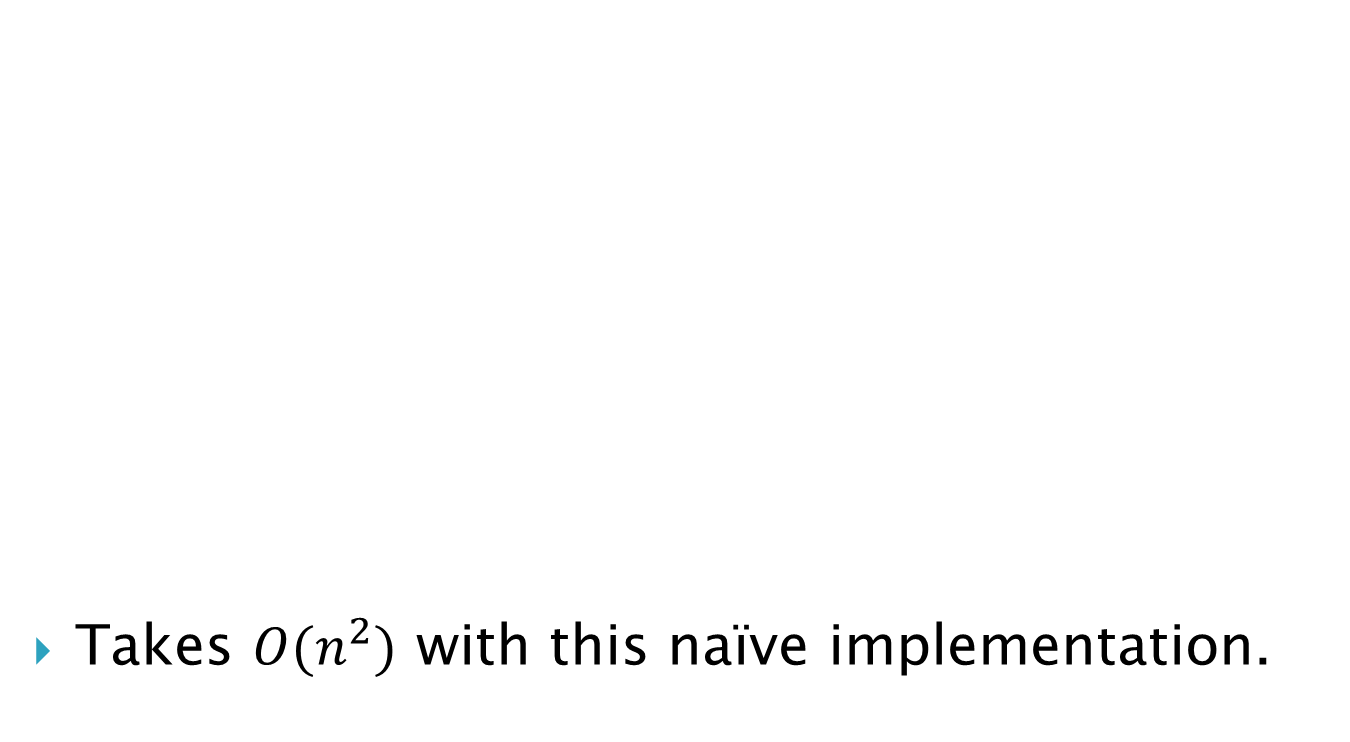 Takes 𝑂(𝑛²) with this naïve implementation.